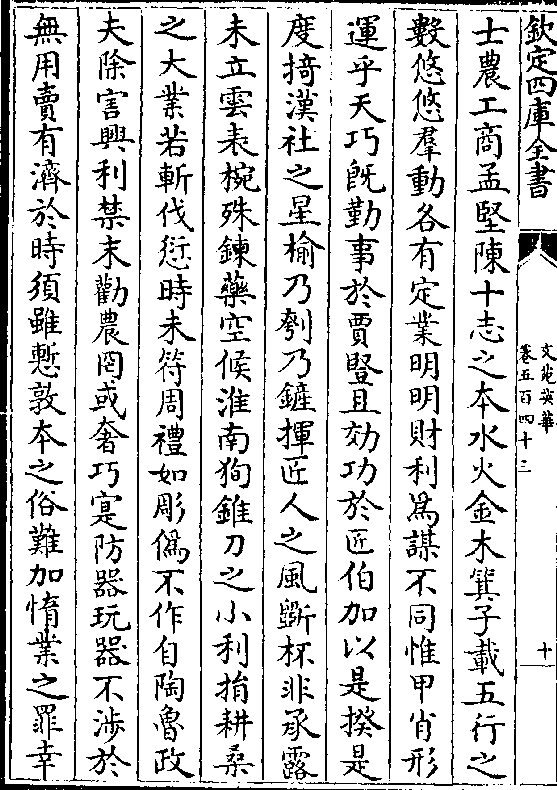 欽定四庫全書
文苑英華
卷五百四十三
十
士農工商孟堅陳十志之本水火金木箕子載五行之
數悠悠羣動各有定業明明財利為謀不同惟甲肖形
運乎天巧既勤事於賈豎且効功於匠伯加以是揆是
度掎漢社之星榆乃刳乃鏟揮匠人之風斲杯非承露
未立雲表椀殊鍊藥空候淮南狥錐刀之小利捐耕桑
之大業若斬伐愆時未符周禮如彫偽不作自陶魯政
夫除害興利禁末勸農罔或奢巧寔防器玩器不涉於
無用賣有濟於時須雖慙敦本之俗難加惰業之罪幸